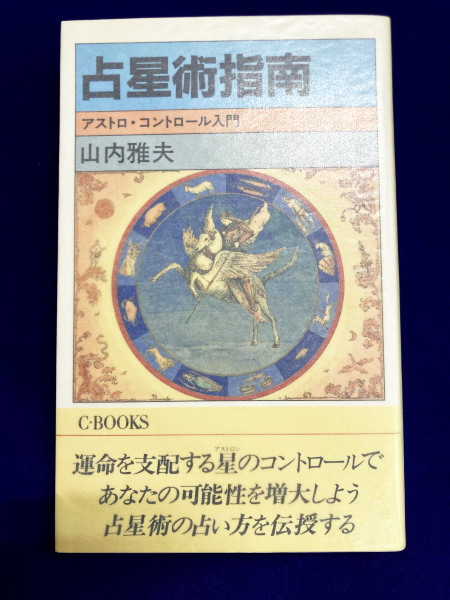 占星術指南
アストロ・コントロール入門
山内雅夫
C·BOOKS
アストロン
運命を支配する星のコントロールで
あなたの可能性を増大しよう
占星術の占い方を伝授する